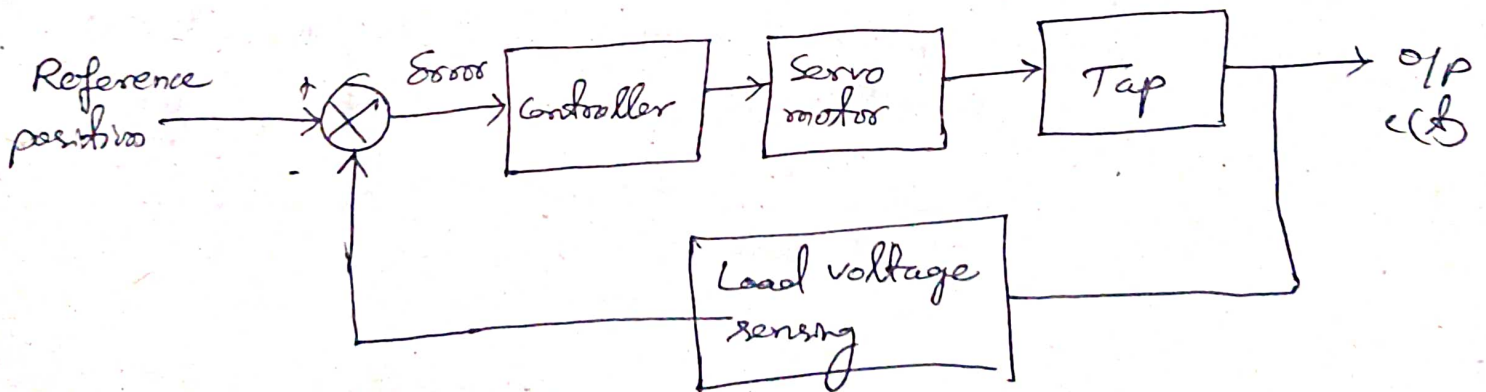 Reference
position
+
Error
Controller
Servo
motor
Tap
o/p
c(t)
-
Load voltage
sensing